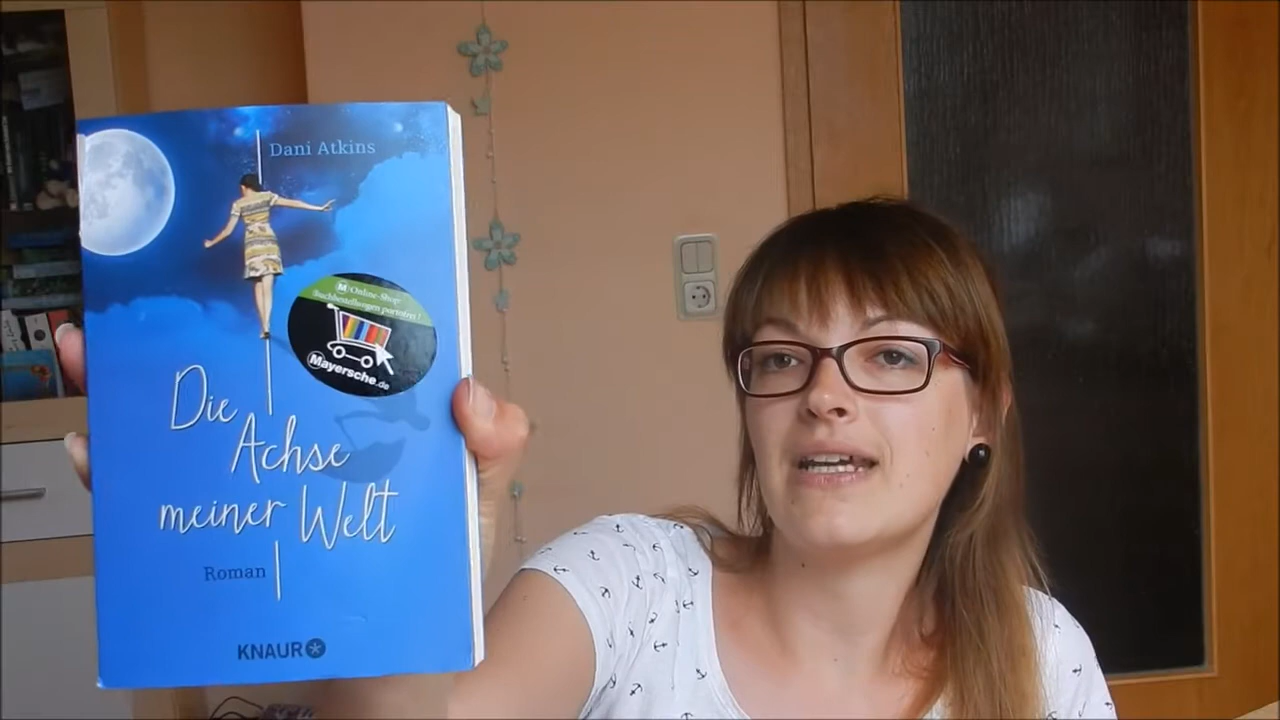 Dani Atkins
M Online-Shop
Buchbestellungen portofrei!
Mayersche.de
Die
Achse
meiner Welt
Roman
KNAUR